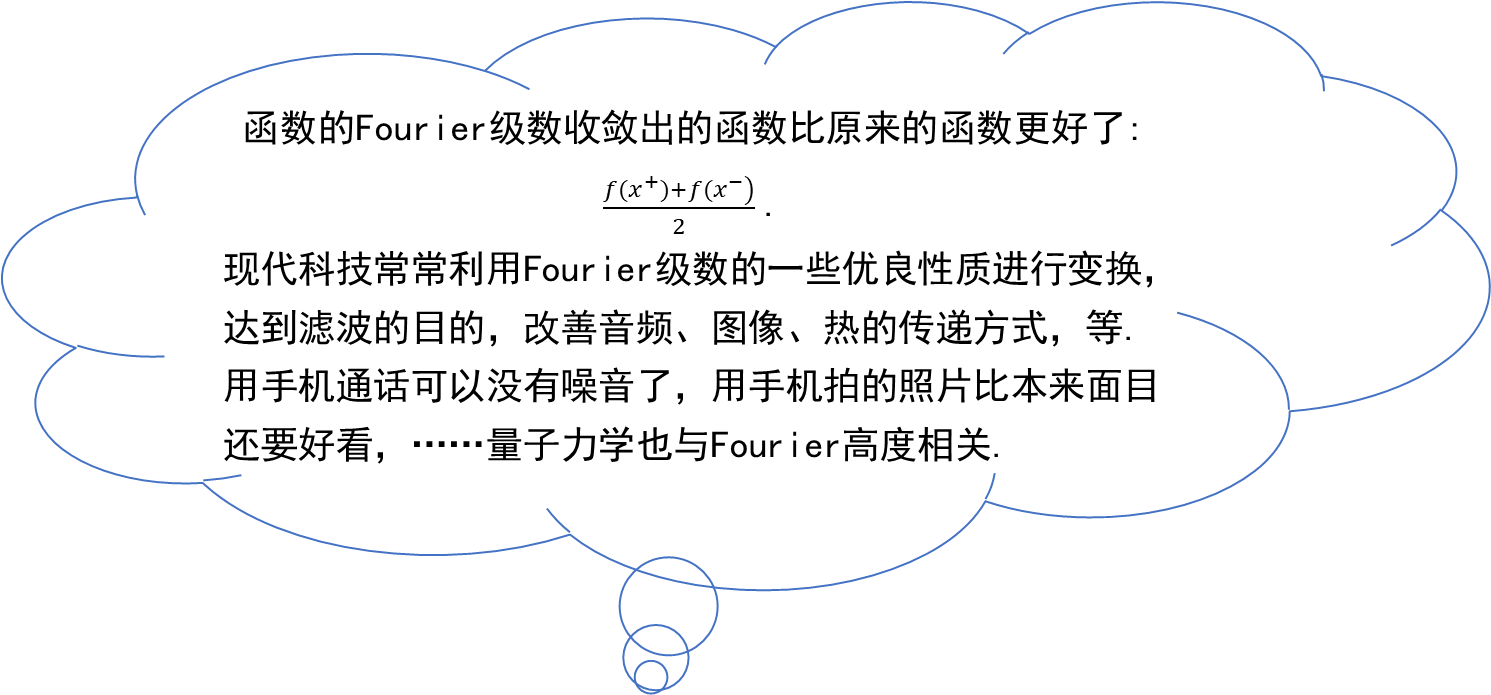 函数的Fourier级数收敛出的函数比原来的函数更好了:
\frac{f(x^+)+f(x^-)}{2} .
现代科技常常利用Fourier级数的一些优良性质进行变换，
达到滤波的目的，改善音频、图像、热的传递方式，等.
用手机通话可以没有噪音了，用手机拍的照片比本来面目
还要好看，……量子力学也与Fourier高度相关.